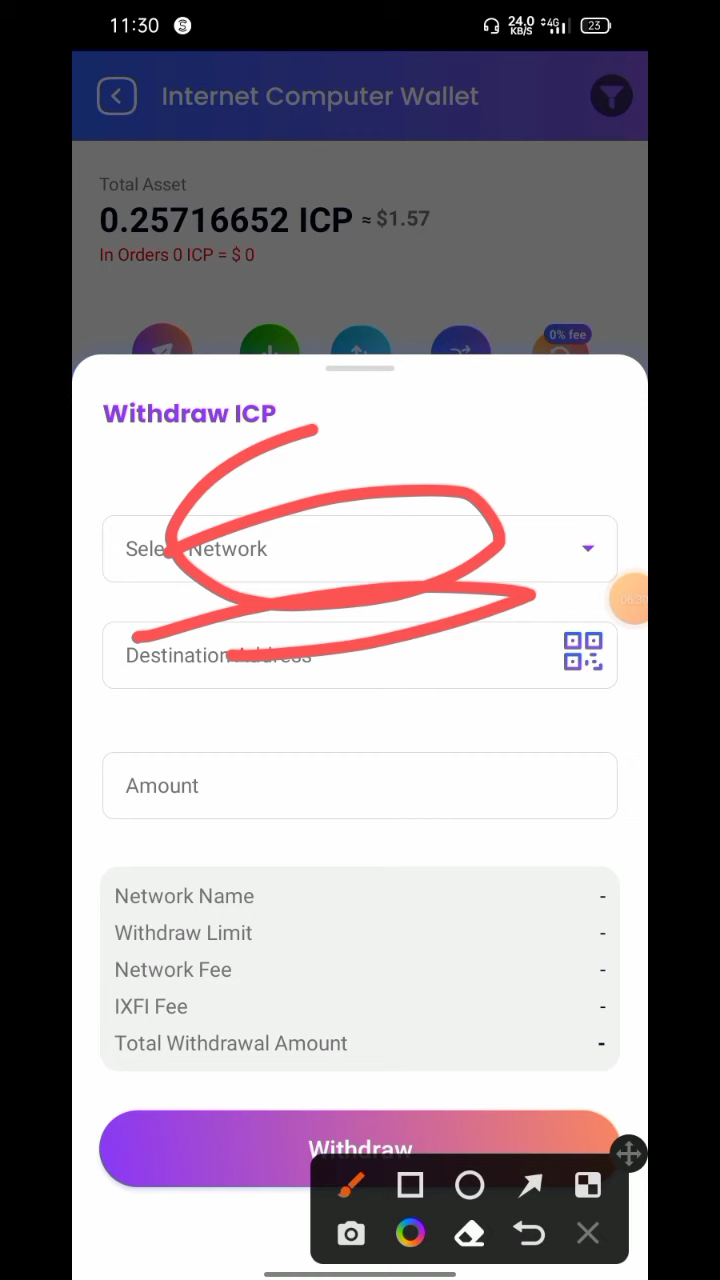 11:30
24.0 KB/S 4G 23
Internet Computer Wallet
Total Asset
0.25716652 ICP ≈ $1.57
In Orders 0 ICP = $ 0
0% fee
Withdraw ICP
Select Network
Destination Address
Amount
Network Name -
Withdraw Limit -
Network Fee -
IXFI Fee -
Total Withdrawal Amount -
Withdraw